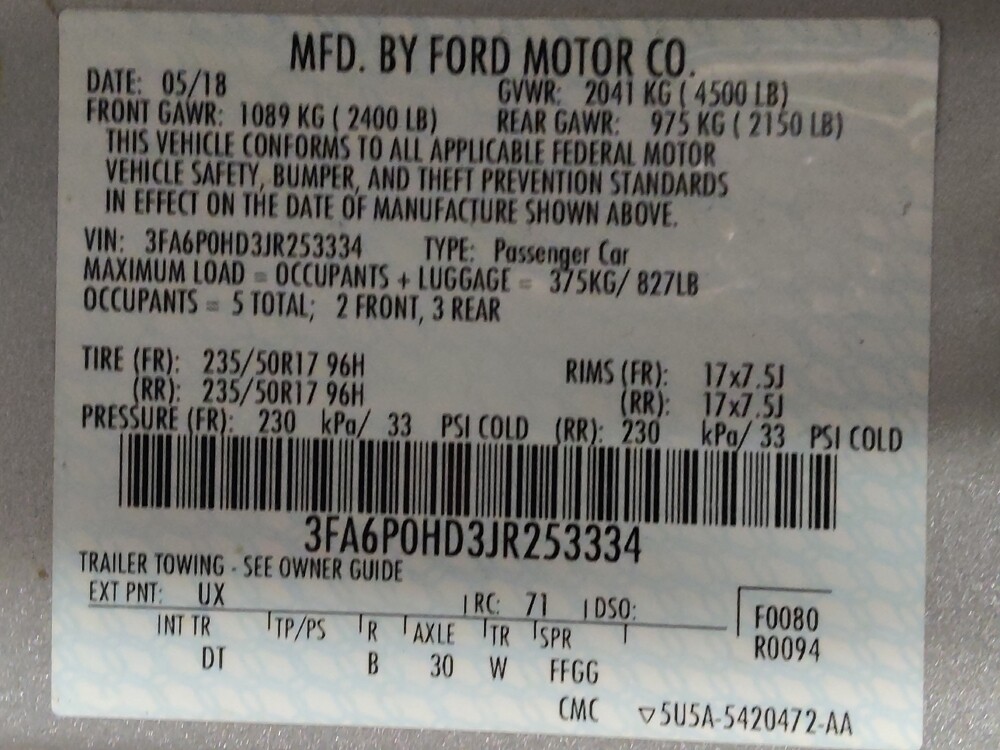 MFD. BY FORD MOTOR CO.
DATE: 05/18 GVWR: 2041 KG ( 4500 LB)
FRONT GAWR: 1089 KG ( 2400 LB) REAR GAWR: 975 KG ( 2150 LB)
THIS VEHICLE CONFORMS TO ALL APPLICABLE FEDERAL MOTOR
VEHICLE SAFETY, BUMPER, AND THEFT PREVENTION STANDARDS
IN EFFECT ON THE DATE OF MANUFACTURE SHOWN ABOVE.
VIN: 3FA6P0HD3JR253334 TYPE: Passenger Car
MAXIMUM LOAD = OCCUPANTS + LUGGAGE = 375KG/ 827LB
OCCUPANTS = 5 TOTAL; 2 FRONT, 3 REAR
TIRE (FR): 235/50R17 96H RIMS (FR): 17x7.5J
(RR): 235/50R17 96H (RR): 17x7.5J
PRESSURE (FR): 230 kPa/ 33 PSI COLD (RR): 230 kPa/ 33 PSI COLD
3FA6P0HD3JR253334
TRAILER TOWING - SEE OWNER GUIDE
EXT PNT: UX RC: 71 DSO: F0080
INT TR TP/PS R AXLE TR SPR R0094
DT B 30 W FFGG
CMC ▽5U5A-5420472-AA